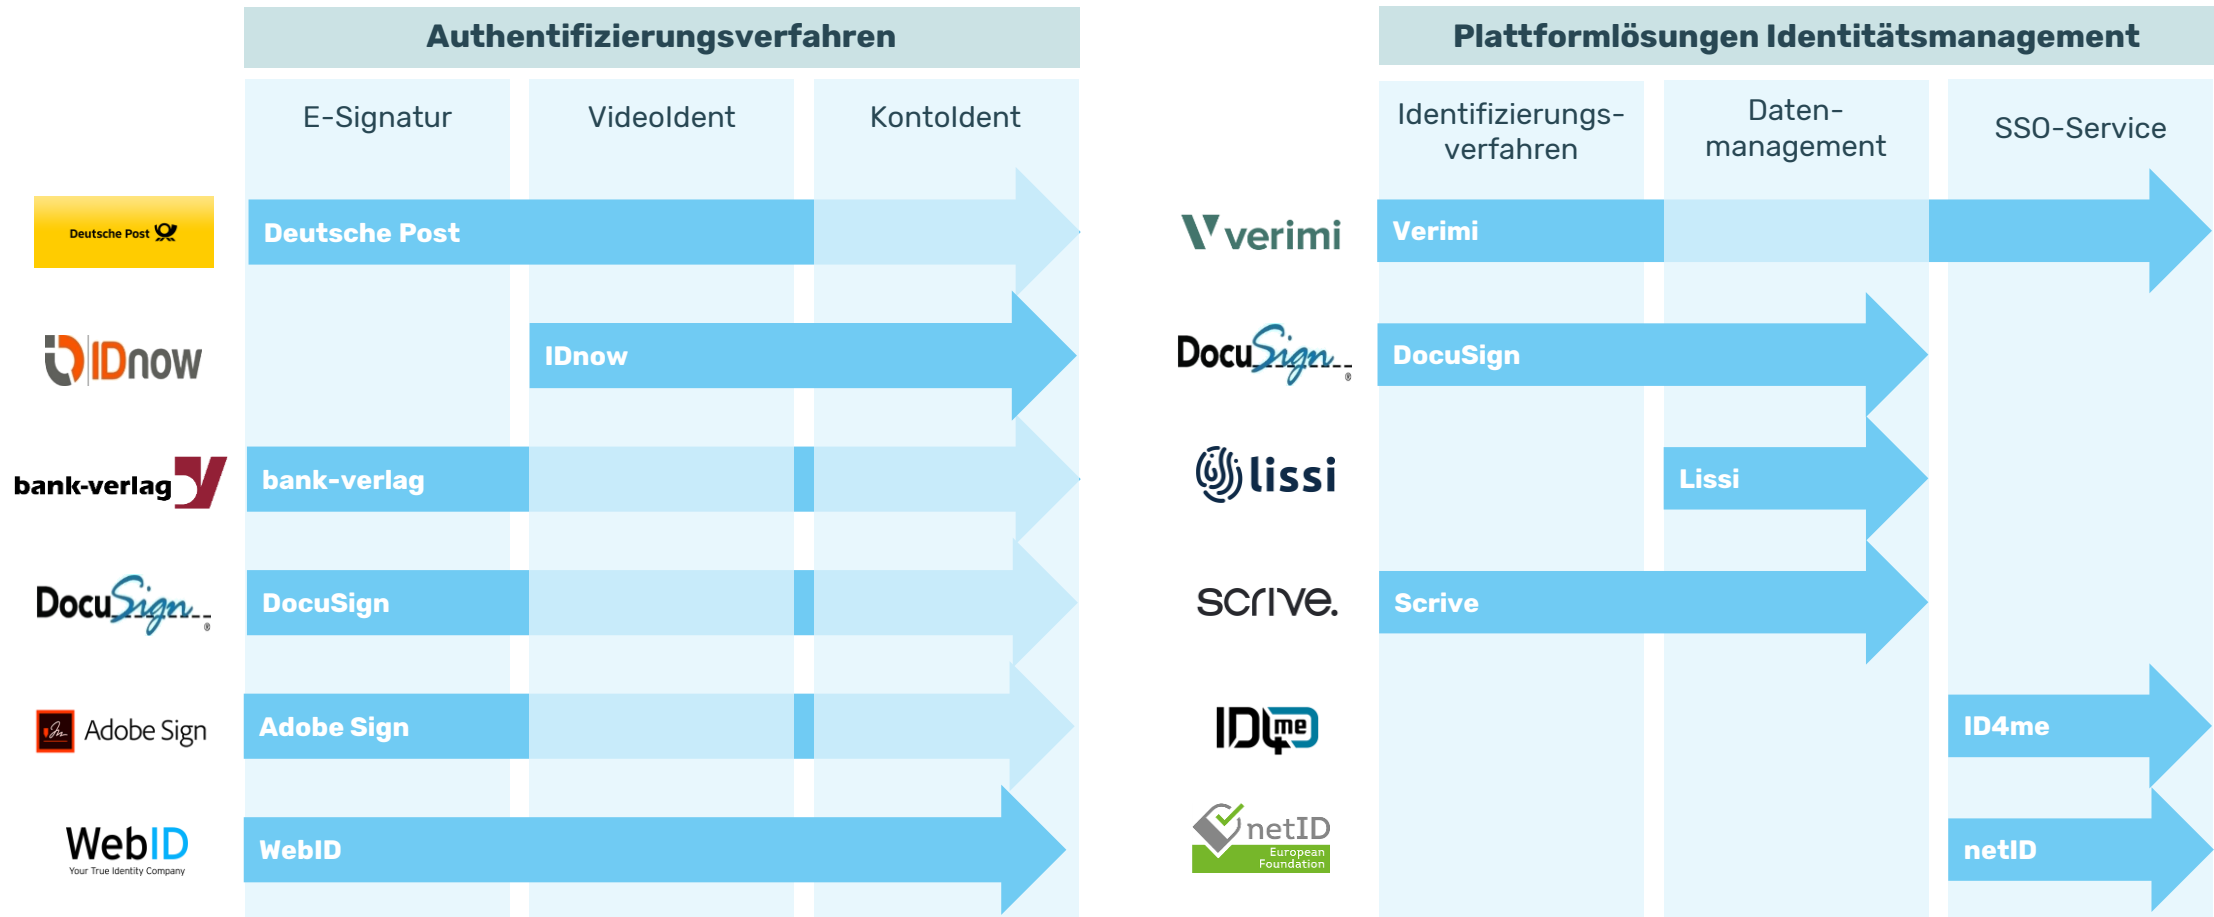 Authentifizierungsverfahren
E-Signatur
VideoIdent
KontoIdent
Deutsche Post
Deutsche Post
IDnow
IDnow
bank-verlag
bank-verlag
DocuSign
®
DocuSign
Adobe Sign
Adobe Sign
WebID
Your True Identity Company
WebID
Plattformlösungen Identitätsmanagement
Identifizierungs-
verfahren
Daten-
management
SSO-Service
verimi
Verimi
DocuSign
®
DocuSign
lissi
Lissi
scrive.
Scrive
ID4me
ID4me
netID
European
Foundation
netID